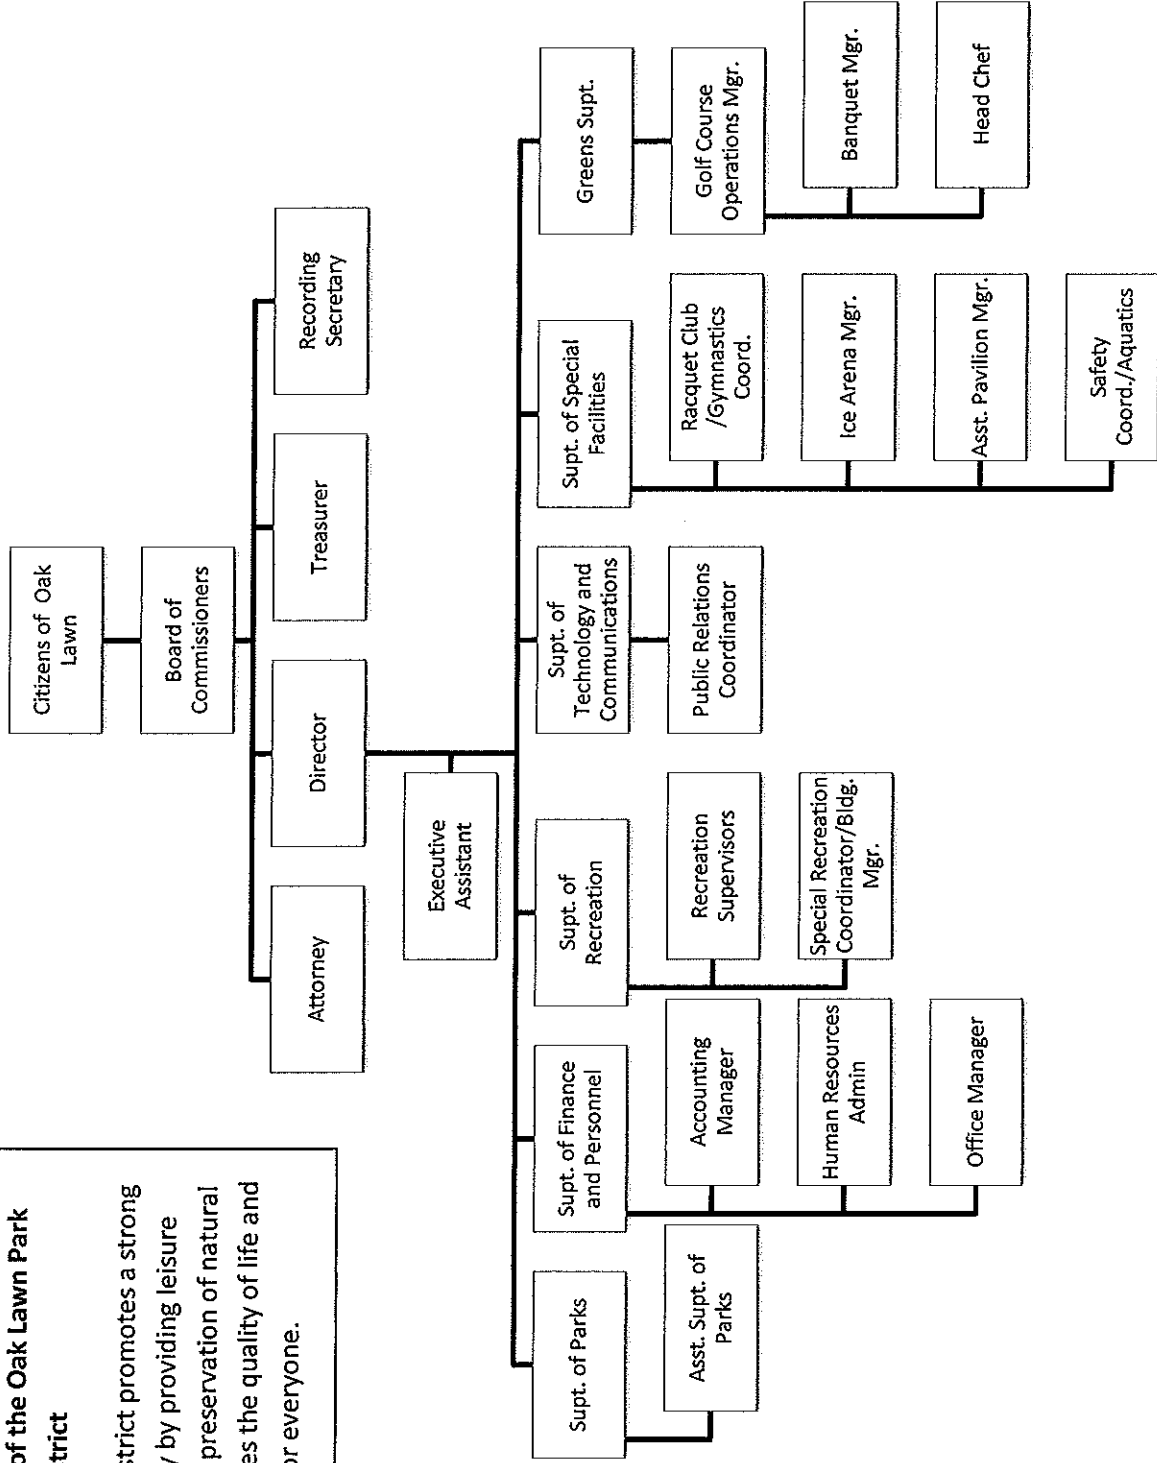 of the Oak Lawn Park
trict
strict promotes a strong
y by providing leisure
preservation of natural
es the quality of life and
or everyone.
Citizens of Oak
Lawn
Board of
Commissioners
Attorney
Director
Treasurer
Recording
Secretary
Executive
Assistant
Supt. of Parks
Asst. Supt. of
Parks
Supt. of Finance
and Personnel
Accounting
Manager
Human Resources
Admin
Office Manager
Supt. of
Recreation
Recreation
Supervisors
Special Recreation
Coordinator/Bldg.
Mgr.
Supt. of
Technology and
Communications
Public Relations
Coordinator
Supt. of Special
Facilities
Racquet Club
/Gymnastics
Coord.
Ice Arena Mgr.
Asst. Pavilion Mgr.
Safety
Coord./Aquatics
Greens Supt.
Golf Course
Operations Mgr.
Banquet Mgr.
Head Chef